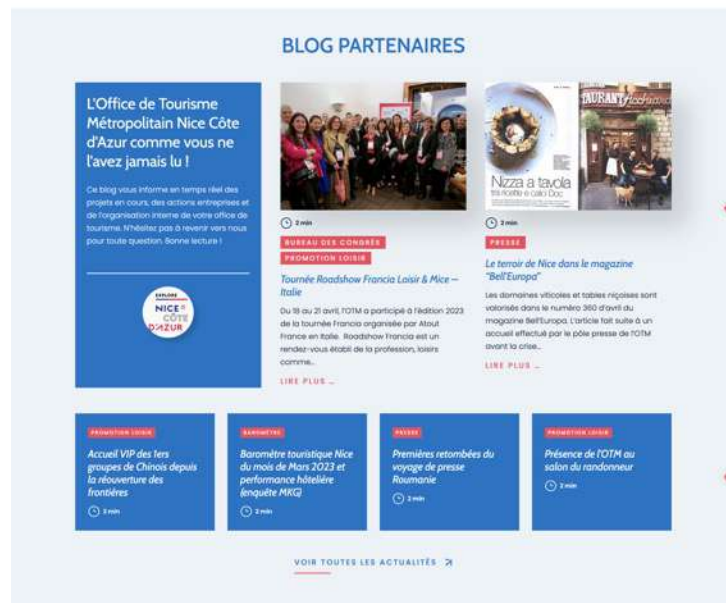 BLOG PARTENAIRES
L'Office de Tourisme
Métropolitain Nice Côte
d'Azur comme vous ne
l'avez jamais lu !
Ce blog vous informe en temps réel des
projets en cours, des actions entreprises et
de l'organisation interne de votre office de
tourisme. N'hésitez pas à revenir vers nous
pour toute question. Bonne lecture !
EXPLORE
NICE
CÔTE
D'AZUR
2 min
BUREAU DES CONGRÈS
PROMOTION LOISIR
Tournée Roadshow Francia Loisir & Mice –
Italie
Du 18 au 21 avril, l'OTM a participé à l'édition 2023
de la tournée Francia organisée par Atout
France en Italie. Roadshow Francia est un
rendez-vous établi de la profession, loisirs
comme...
LIRE PLUS
Nizza a tavola
tra ricette e calici Doc
2 min
PRESSE
Le terroir de Nice dans le magazine
"Bell'Europa"
Les domaines viticoles et tables niçoises sont
valorisés dans le numéro 360 d'avril du
magazine Bell'Europa. L'article fait suite à un
accueil effectué par le pôle presse de l'OTM
avant la crise...
LIRE PLUS
PROMOTION LOISIR
Accueil VIP des 1ers
groupes de Chinois depuis
la réouverture des
frontières
2 min
BAROMÈTRE
Baromètre touristique Nice
du mois de Mars 2023 et
performance hôtelière
(enquête MKG)
2 min
PRESSE
Premières retombées du
voyage de presse
Roumanie
2 min
PROMOTION LOISIR
Présence de l'OTM au
salon du randonneur
2 min
VOIR TOUTES LES ACTUALITÉS